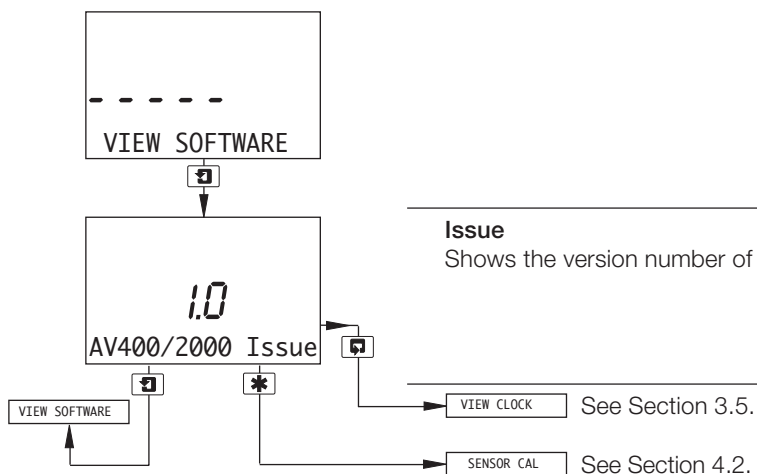 - - - - -
VIEW SOFTWARE
Issue
Shows the version number of
1.0
AV400/2000 Issue
VIEW SOFTWARE
VIEW CLOCK See Section 3.5.
SENSOR CAL See Section 4.2.